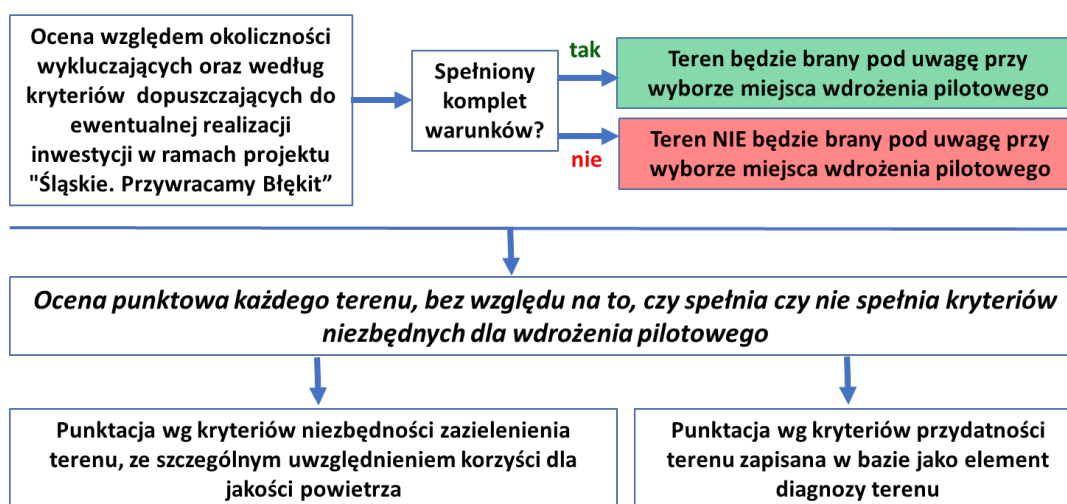 Ocena względem okoliczności
wykluczających oraz według
kryteriów dopuszczających do
ewentualnej realizacji
inwestycji w ramach projektu
"Śląskie. Przywracamy Błękit”
Spełniony
komplet
warunków?
tak
Teren będzie brany pod uwagę przy
wyborze miejsca wdrożenia pilotowego
nie
Teren NIE będzie brany pod uwagę przy
wyborze miejsca wdrożenia pilotowego
Ocena punktowa każdego terenu, bez względu na to, czy spełnia czy nie spełnia kryteriów
niezbędnych dla wdrożenia pilotowego
Punktacja wg kryteriów niezbędności zazielenienia
terenu, ze szczególnym uwzględnieniem korzyści dla
jakości powietrza
Punktacja wg kryteriów przydatności
terenu zapisana w bazie jako element
diagnozy terenu